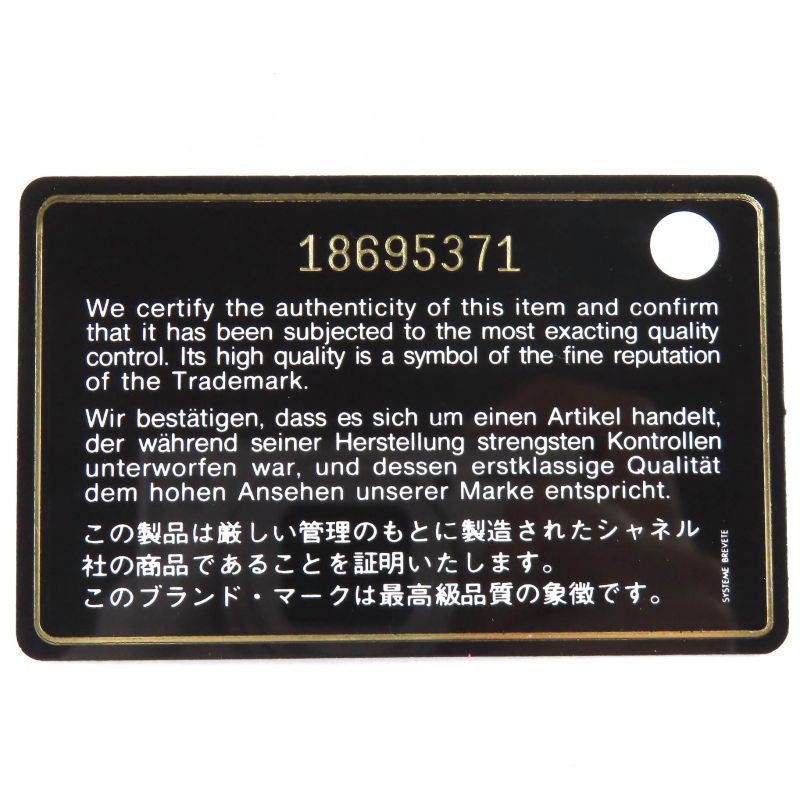 18695371
We certify the authenticity of this item and confirm
that it has been subjected to the most exacting quality
control. Its high quality is a symbol of the fine reputation
of the Trademark.
Wir bestätigen, dass es sich um einen Artikel handelt,
der während seiner Herstellung strengsten Kontrollen
unterworfen war, und dessen erstklassige Qualität
dem hohen Ansehen unserer Marke entspricht.
この製品は厳しい管理のもとに製造されたシャネル
社の商品であることを証明いたします。
このブランド・マークは最高級品質の象徴です。
SYSTEME BREVETE